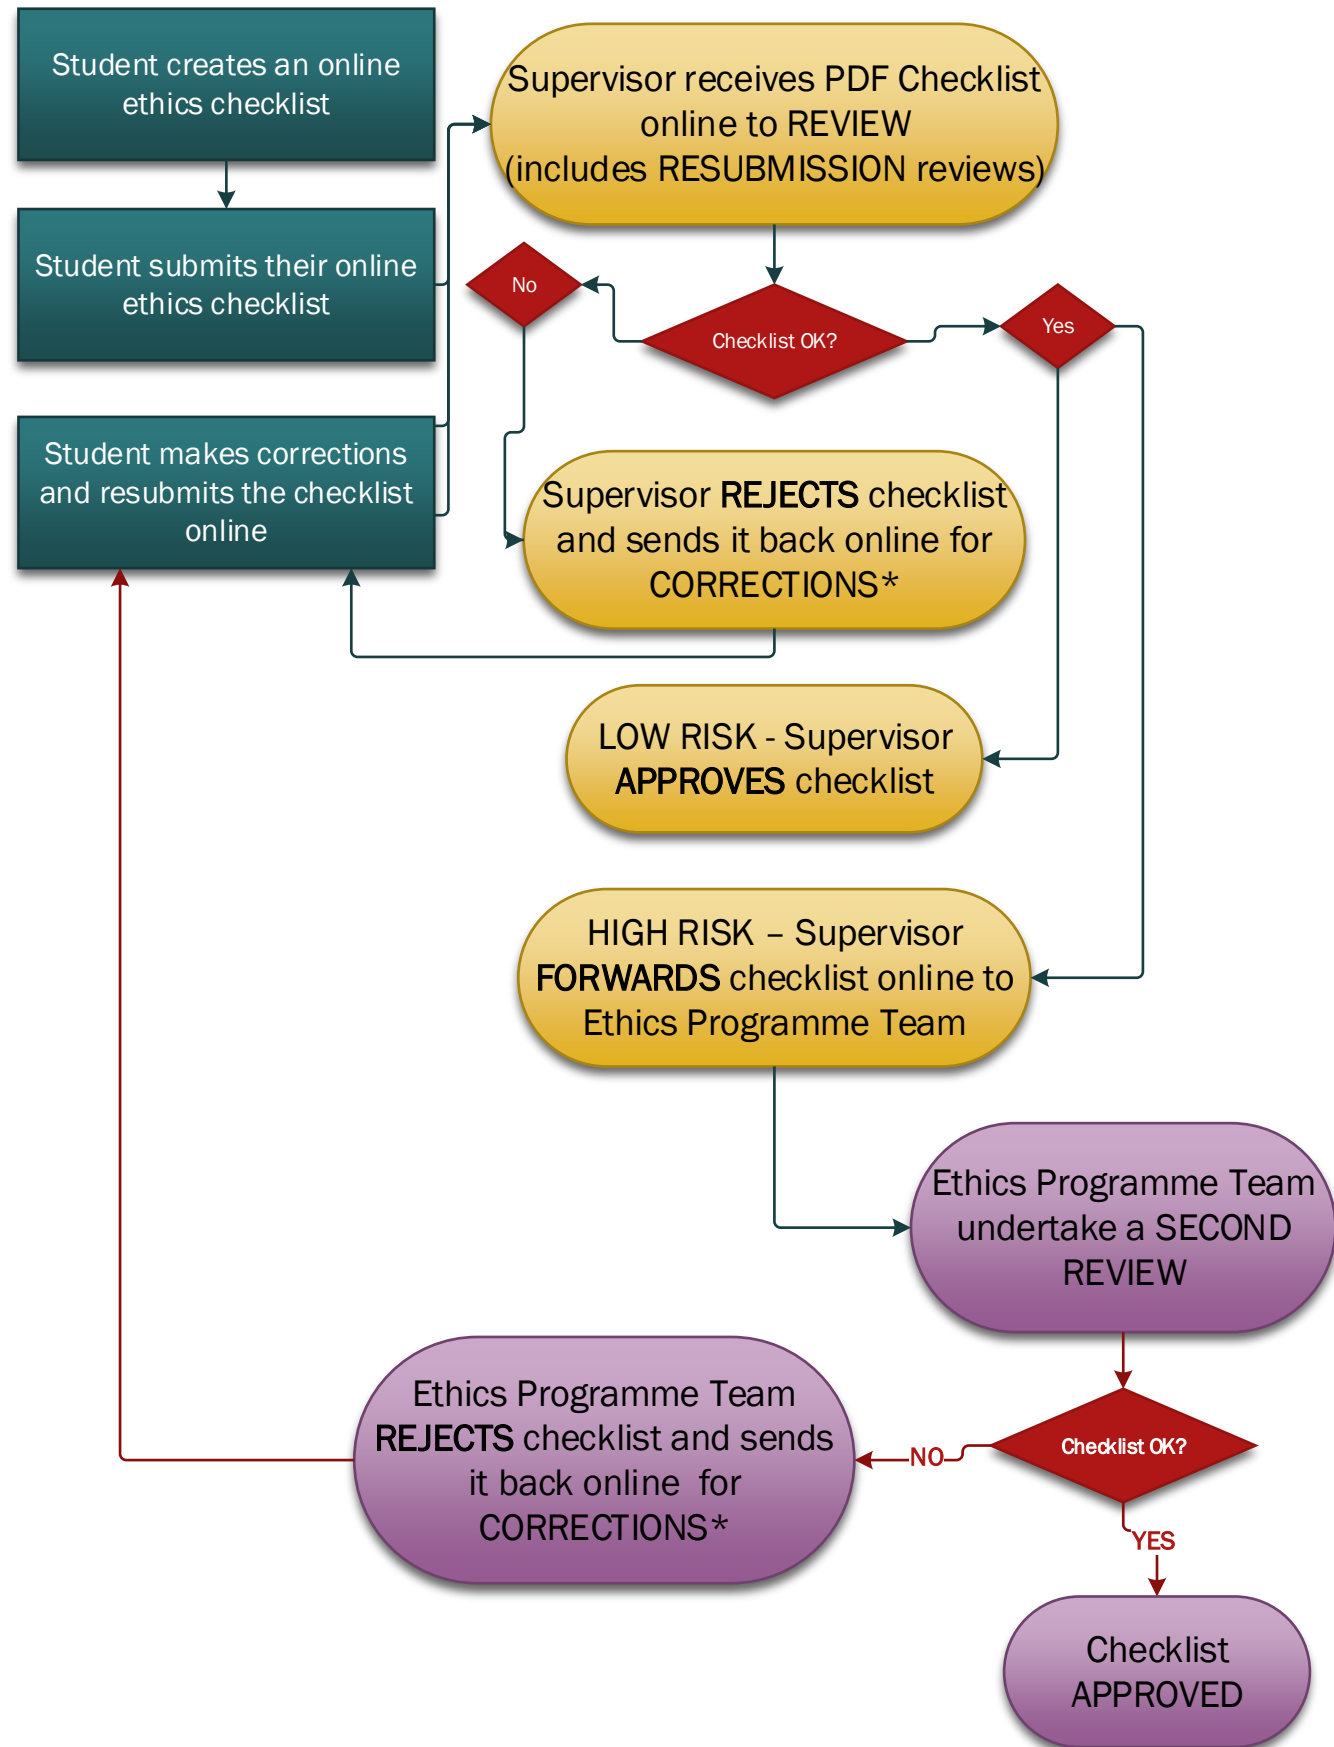 Student creates an online
ethics checklist
Student submits their online
ethics checklist
Student makes corrections
and resubmits the checklist
online
Supervisor receives PDF Checklist
online to REVIEW
(includes RESUBMISSION reviews)
No
Checklist OK?
Yes
Supervisor REJECTS checklist
and sends it back online for
CORRECTIONS*
LOW RISK - Supervisor
APPROVES checklist
HIGH RISK – Supervisor
FORWARDS checklist online to
Ethics Programme Team
Ethics Programme Team
undertake a SECOND
REVIEW
Checklist OK?
NO
Ethics Programme Team
REJECTS checklist and sends
it back online for
CORRECTIONS*
YES
Checklist
APPROVED